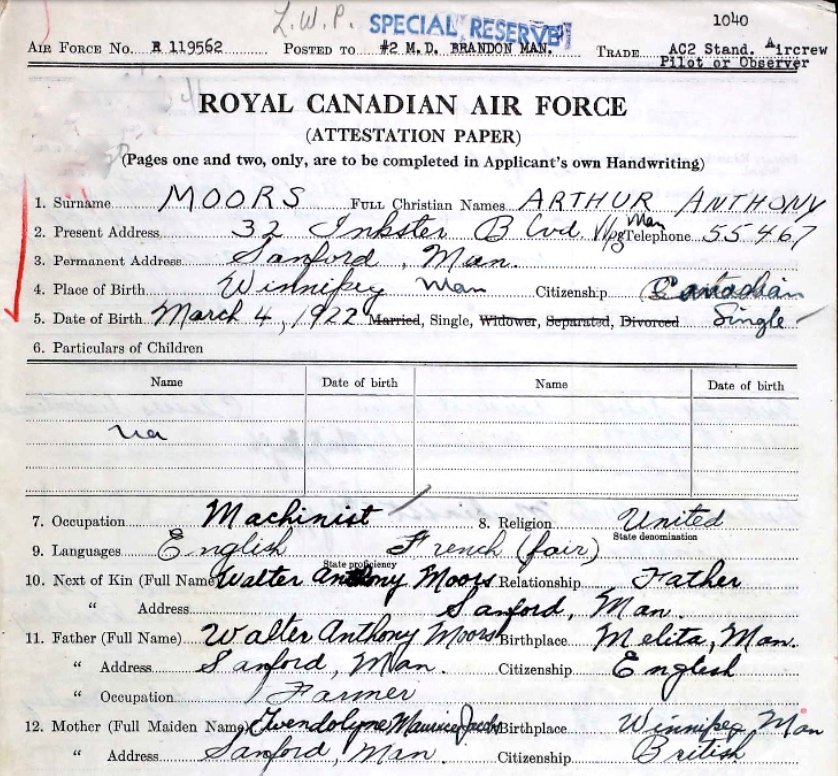 L.W.P. SPECIAL RESERVE 1040
AIR FORCE No. R 119562 POSTED TO #2 M.D. BRANDON MAN. TRADE AC2 Stand. Aircrew
Pilot or Observer
ROYAL CANADIAN AIR FORCE
(ATTESTATION PAPER)
(Pages one and two, only, are to be completed in Applicant's own Handwriting)
1. Surname MOORS FULL Christian Names ARTHUR ANTHONY
2. Present Address 32 Inkster Blvd. Wpg Man Telephone 55467
3. Permanent Address Sanford, Man.
4. Place of Birth Winnipeg Man Citizenship Canadian
5. Date of Birth March 4, 1922 Married, Single, Widower, Separated, Divorced Single
6. Particulars of Children
Name Date of birth Name Date of birth
7. Occupation Machinist 8. Religion United
State denomination
9. Languages English French (fair)
State proficiency
10. Next of Kin (Full Name) Walter Anthony Moors Relationship Father
" Address Sanford, Man.
11. Father (Full Name) Walter Anthony Moors Birthplace Melita, Man.
" Address Sanford, Man. Citizenship English
" Occupation Farmer
12. Mother (Full Maiden Name) Gwendolyne Maurice Birthplace Winnipeg Man
" Address Sanford, Man. Citizenship British